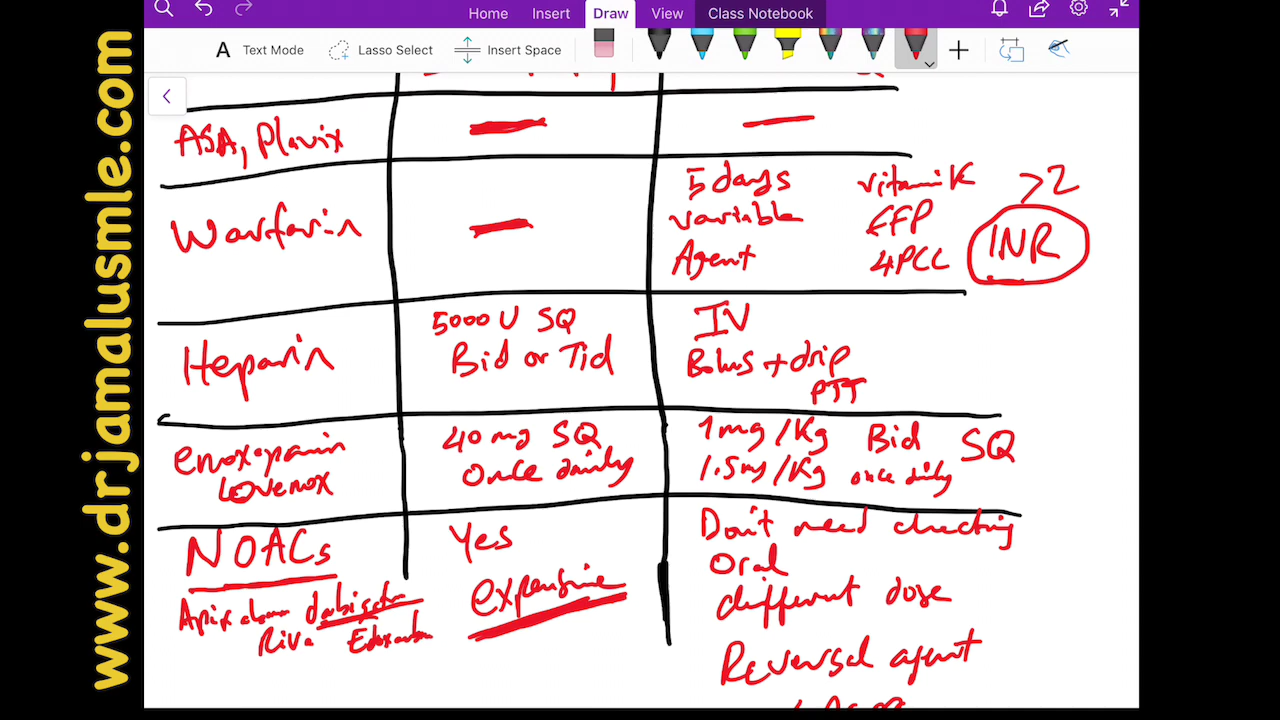 www.drjamalusmle.com
Home Insert Draw View Class Notebook
A Text Mode Lasso Select Insert Space
ASA, Plavix
Warfarin
5 days
variable
Agent
vitamin K
FFP
4PCC
>2
INR
Heparin
5000 U SQ
Bid or Tid
IV
Bolus + drip
PTT
enoxaparin
Lovenox
40 mg SQ
Once daily
1mg/Kg Bid SQ
1.5mg/Kg once daily
NOACs
Apixaban dabigatran
Riva Edoxaban
Yes
expensive
Don't need checking
Oral
different dose
Reversal agent